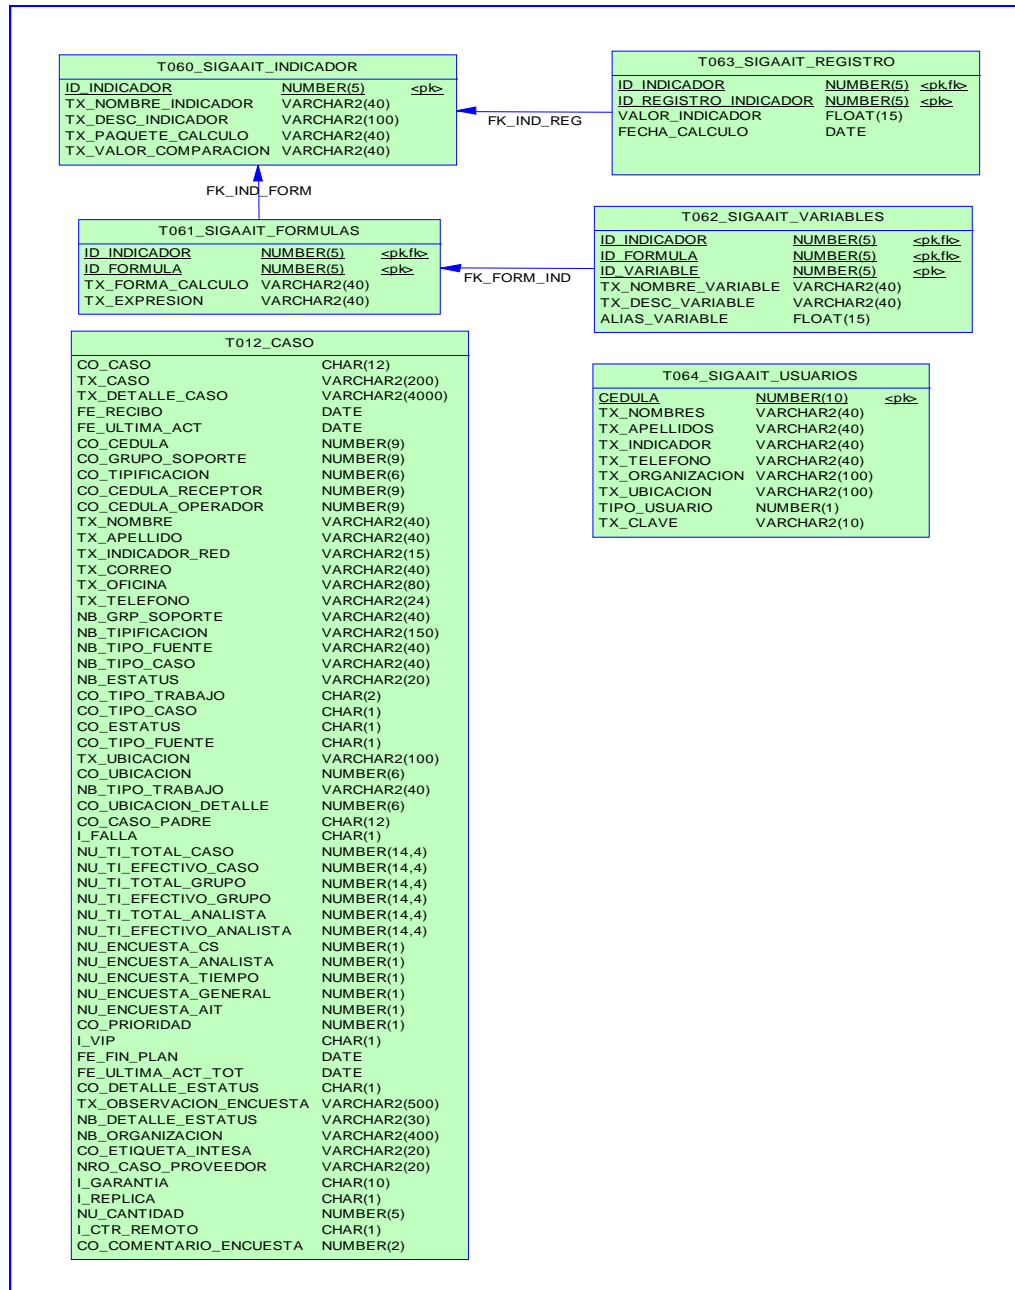 T060_SIGAAIT_INDICADOR
ID_INDICADOR NUMBER(5) <pk>
TX_NOMBRE_INDICADOR VARCHAR2(40)
TX_DESC_INDICADOR VARCHAR2(100)
TX_PAQUETE_CALCULO VARCHAR2(40)
TX_VALOR_COMPARACION VARCHAR2(40)
T063_SIGAAIT_REGISTRO
ID_INDICADOR NUMBER(5) <pk,fk>
ID_REGISTRO_INDICADOR NUMBER(5) <pk>
VALOR_INDICADOR FLOAT(15)
FECHA_CALCULO DATE
FK_IND_REG
FK_IND_FORM
T061_SIGAAIT_FORMULAS
ID_INDICADOR NUMBER(5) <pk,fk>
ID_FORMULA NUMBER(5) <pk>
TX_FORMA_CALCULO VARCHAR2(40)
TX_EXPRESION VARCHAR2(40)
T062_SIGAAIT_VARIABLES
ID_INDICADOR NUMBER(5) <pk,fk>
ID_FORMULA NUMBER(5) <pk,fk>
ID_VARIABLE NUMBER(5) <pk>
TX_NOMBRE_VARIABLE VARCHAR2(40)
TX_DESC_VARIABLE VARCHAR2(40)
ALIAS_VARIABLE FLOAT(15)
FK_FORM_IND
T012_CASO
CO_CASO CHAR(12)
TX_CASO VARCHAR2(200)
TX_DETALLE_CASO VARCHAR2(4000)
FE_RECIBO DATE
FE_ULTIMA_ACT DATE
CO_CEDULA NUMBER(9)
CO_GRUPO_SOPORTE NUMBER(9)
CO_TIPIFICACION NUMBER(6)
CO_CEDULA_RECEPTOR NUMBER(9)
CO_CEDULA_OPERADOR NUMBER(9)
TX_NOMBRE VARCHAR2(40)
TX_APELLIDO VARCHAR2(40)
TX_INDICADOR_RED VARCHAR2(15)
TX_CORREO VARCHAR2(40)
TX_OFICINA VARCHAR2(80)
TX_TELEFONO VARCHAR2(24)
NB_GRP_SOPORTE VARCHAR2(40)
NB_TIPIFICACION VARCHAR2(150)
NB_TIPO_FUENTE VARCHAR2(40)
NB_TIPO_CASO VARCHAR2(40)
NB_ESTATUS VARCHAR2(20)
CO_TIPO_TRABAJO CHAR(2)
CO_TIPO_CASO CHAR(1)
CO_ESTATUS CHAR(1)
CO_TIPO_FUENTE CHAR(1)
TX_UBICACION VARCHAR2(100)
CO_UBICACION NUMBER(6)
NB_TIPO_TRABAJO VARCHAR2(40)
CO_UBICACION_DETALLE NUMBER(6)
CO_CASO_PADRE CHAR(12)
I_FALLA CHAR(1)
NU_TI_TOTAL_CASO NUMBER(14,4)
NU_TI_EFECTIVO_CASO NUMBER(14,4)
NU_TI_TOTAL_GRUPO NUMBER(14,4)
NU_TI_EFECTIVO_GRUPO NUMBER(14,4)
NU_TI_TOTAL_ANALISTA NUMBER(14,4)
NU_TI_EFECTIVO_ANALISTA NUMBER(14,4)
NU_ENCUESTA_CS NUMBER(1)
NU_ENCUESTA_ANALISTA NUMBER(1)
NU_ENCUESTA_TIEMPO NUMBER(1)
NU_ENCUESTA_GENERAL NUMBER(1)
NU_ENCUESTA_AIT NUMBER(1)
CO_PRIORIDAD NUMBER(1)
I_VIP CHAR(1)
FE_FIN_PLAN DATE
FE_ULTIMA_ACT_TOT DATE
CO_DETALLE_ESTATUS CHAR(1)
TX_OBSERVACION_ENCUESTA VARCHAR2(500)
NB_DETALLE_ESTATUS VARCHAR2(30)
NB_ORGANIZACION VARCHAR2(400)
CO_ETIQUETA_INTESA VARCHAR2(20)
NRO_CASO_PROVEEDOR VARCHAR2(20)
I_GARANTIA CHAR(10)
I_REPLICA CHAR(1)
NU_CANTIDAD NUMBER(5)
I_CTR_REMOTO CHAR(1)
CO_COMENTARIO_ENCUESTA NUMBER(2)
T064_SIGAAIT_USUARIOS
CEDULA NUMBER(10) <pk>
TX_NOMBRES VARCHAR2(40)
TX_APELLIDOS VARCHAR2(40)
TX_INDICADOR VARCHAR2(40)
TX_TELEFONO VARCHAR2(40)
TX_ORGANIZACION VARCHAR2(100)
TX_UBICACION VARCHAR2(100)
TIPO_USUARIO NUMBER(1)
TX_CLAVE VARCHAR2(10)